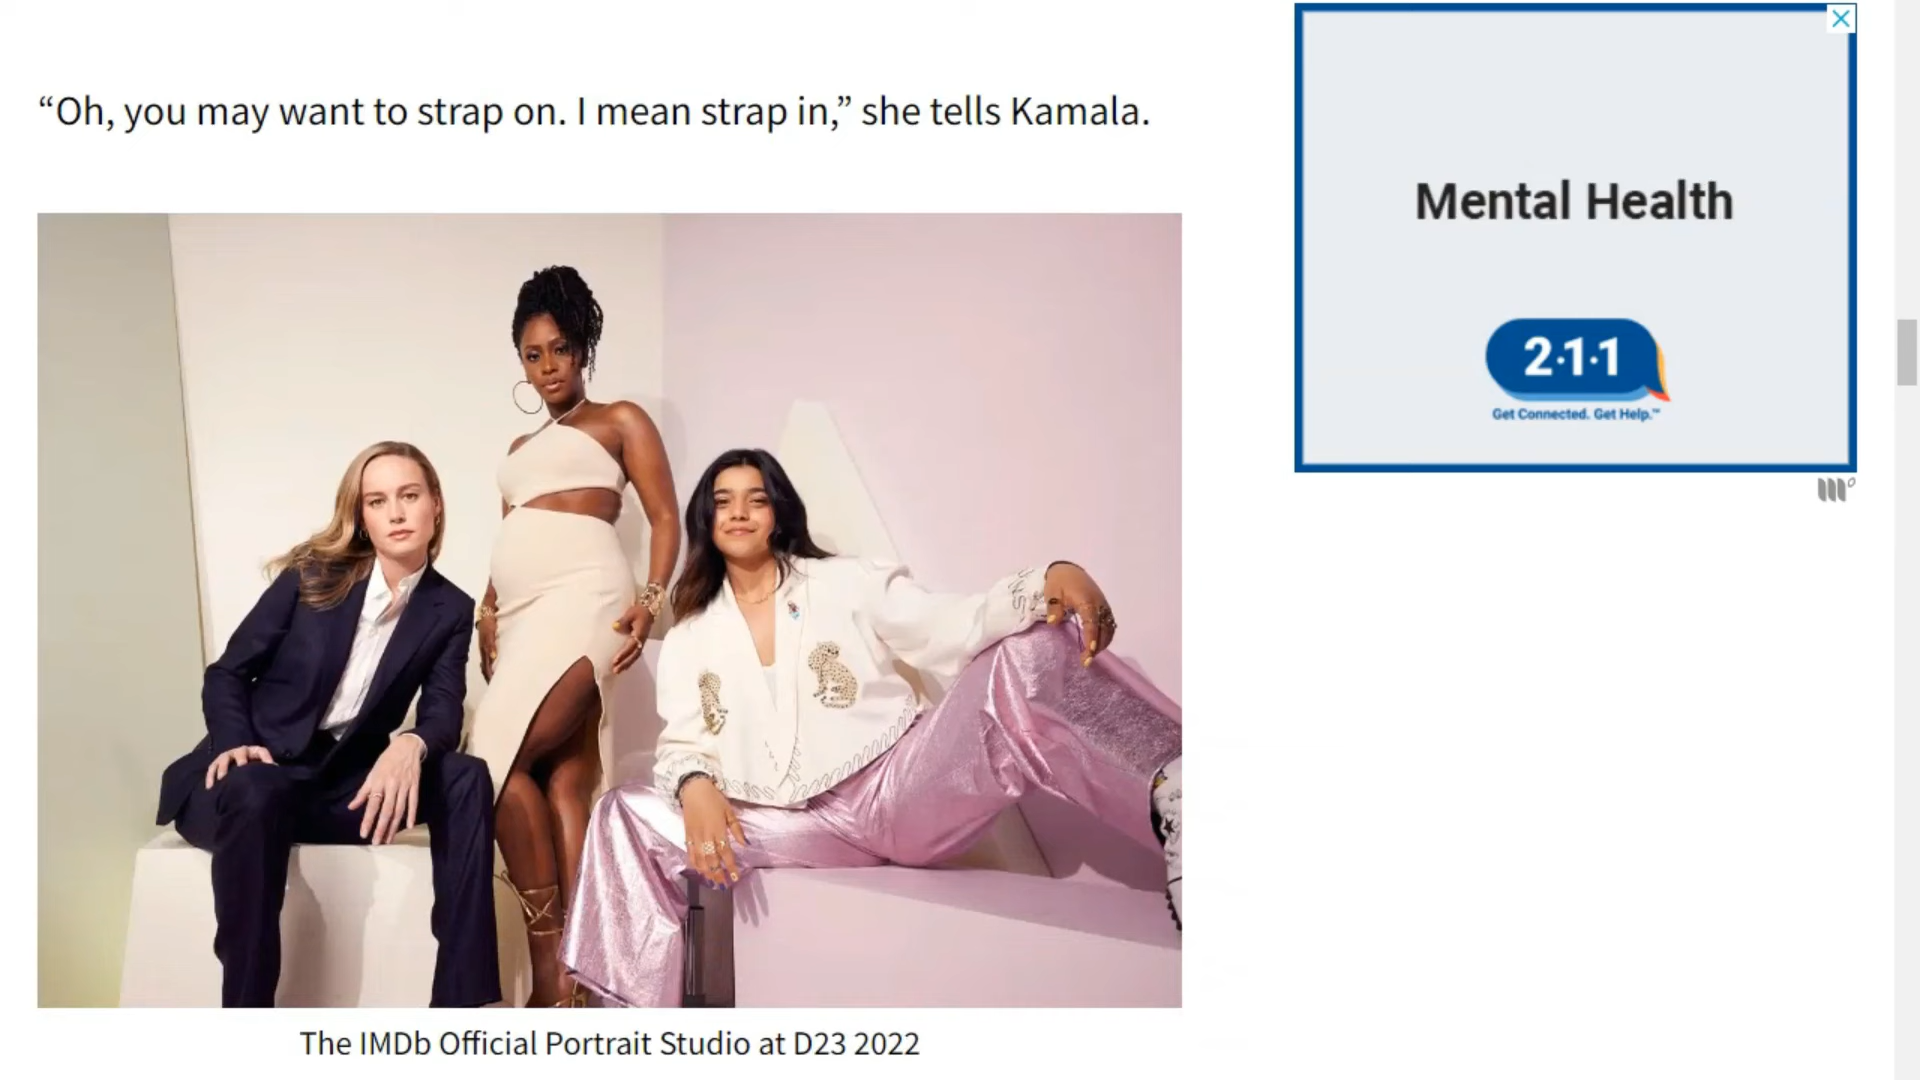 “Oh, you may want to strap on. I mean strap in,” she tells Kamala.
Mental Health
2·1·1
Get Connected. Get Help.™
The IMDb Official Portrait Studio at D23 2022